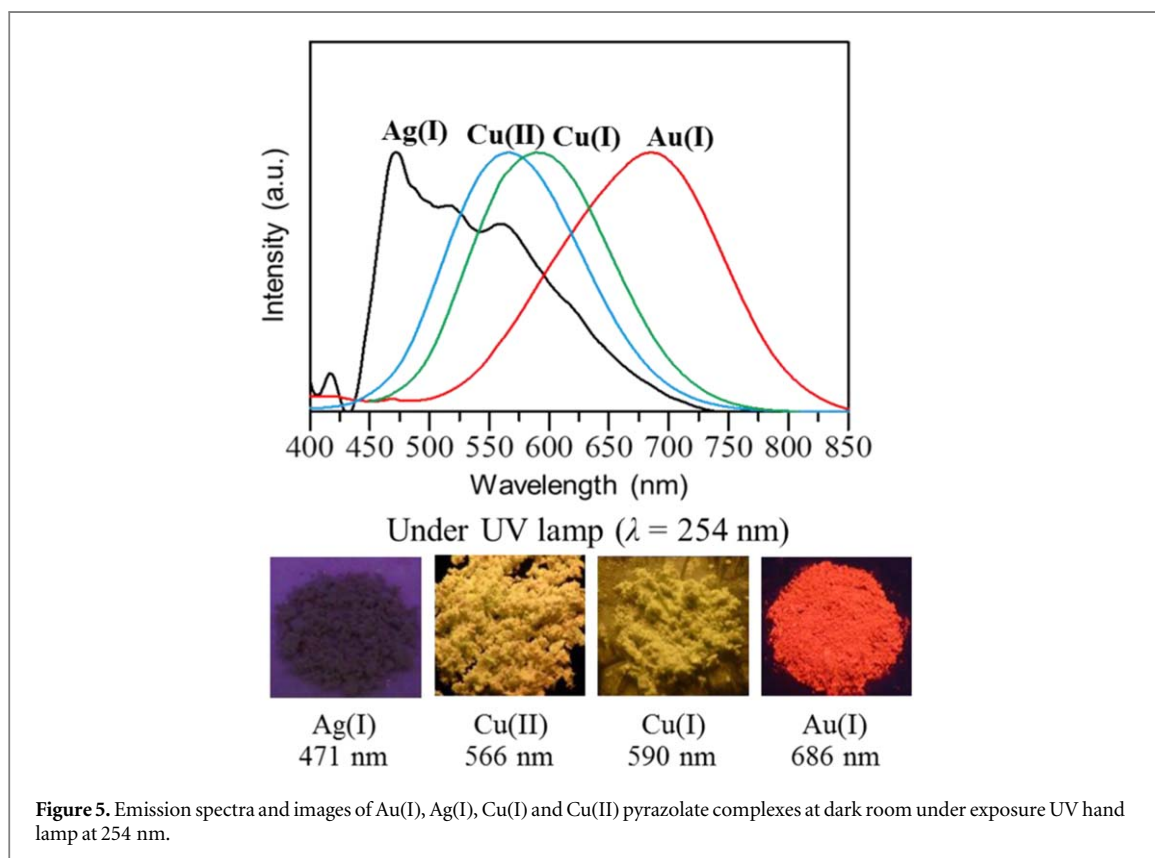 Ag(I) Cu(II) Cu(I) Au(I)
Intensity (a.u.)
400 450 500 550 600 650 700 750 800 850
Wavelength (nm)
Under UV lamp (λ = 254 nm)
Ag(I) Cu(II) Cu(I) Au(I)
471 nm 566 nm 590 nm 686 nm
Figure 5. Emission spectra and images of Au(I), Ag(I), Cu(I) and Cu(II) pyrazolate complexes at dark room under exposure UV hand
lamp at 254 nm.